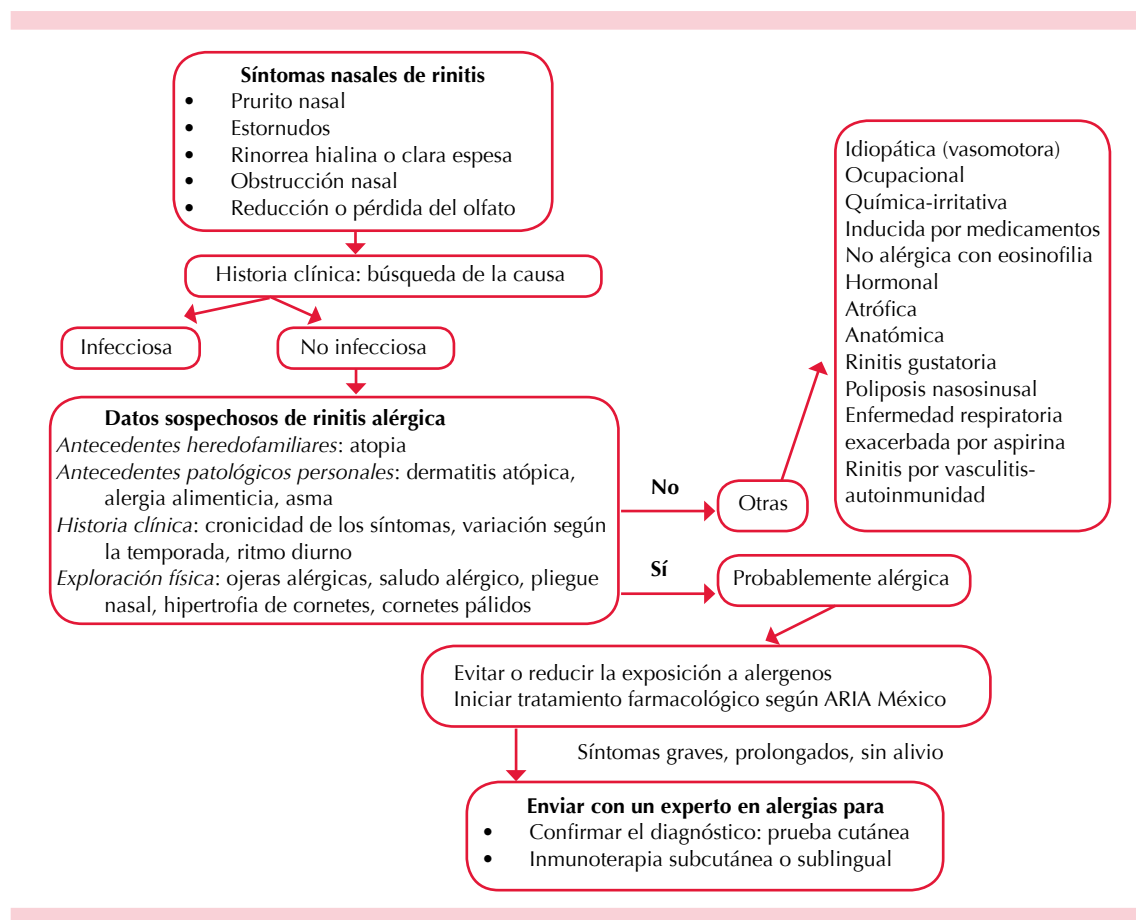 Síntomas nasales de rinitis
• Prurito nasal
• Estornudos
• Rinorrea hialina o clara espesa
• Obstrucción nasal
• Reducción o pérdida del olfato
Historia clínica: búsqueda de la causa
Infecciosa
No infecciosa
Datos sospechosos de rinitis alérgica
Antecedentes heredofamiliares: atopia
Antecedentes patológicos personales: dermatitis atópica,
alergia alimenticia, asma
Historia clínica: cronicidad de los síntomas, variación según
la temporada, ritmo diurno
Exploración física: ojeras alérgicas, saludo alérgico, pliegue
nasal, hipertrofia de cornetes, cornetes pálidos
No
Otras
Idiopática (vasomotora)
Ocupacional
Química-irritativa
Inducida por medicamentos
No alérgica con eosinofilia
Hormonal
Atrófica
Anatómica
Rinitis gustatoria
Poliposis nasosinusal
Enfermedad respiratoria
exacerbada por aspirina
Rinitis por vasculitis-
autoinmunidad
Sí
Probablemente alérgica
Evitar o reducir la exposición a alergenos
Iniciar tratamiento farmacológico según ARIA México
Síntomas graves, prolongados, sin alivio
Enviar con un experto en alergias para
• Confirmar el diagnóstico: prueba cutánea
• Inmunoterapia subcutánea o sublingual